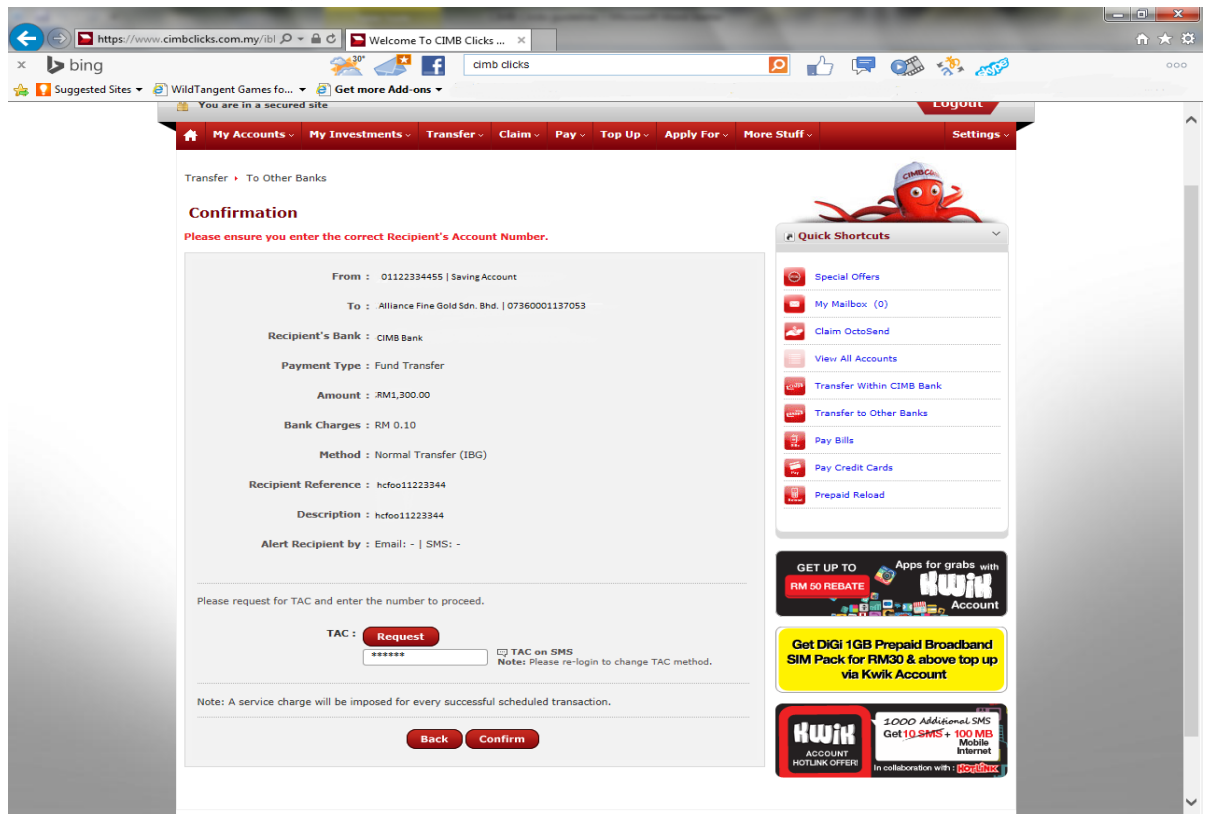 https://www.cimbclicks.com.my/ibl
Welcome To CIMB Clicks ...
bing
30°
cimb clicks
skype
Suggested Sites
WildTangent Games fo...
Get more Add-ons
You are in a secured site
Logout
My Accounts My Investments Transfer Claim Pay Top Up Apply For More Stuff Settings
Transfer To Other Banks
Confirmation
Please ensure you enter the correct Recipient's Account Number.
From : 01122334455 | Saving Account
To : Alliance Fine Gold Sdn. Bhd. | 07360001137053
Recipient's Bank : CIMB Bank
Payment Type : Fund Transfer
Amount : RM1,300.00
Bank Charges : RM 0.10
Method : Normal Transfer (IBG)
Recipient Reference : hcfoo11223344
Description : hcfoo11223344
Alert Recipient by : Email: - | SMS: -
Please request for TAC and enter the number to proceed.
TAC : Request
******
TAC on SMS
Note: Please re-login to change TAC method.
Note: A service charge will be imposed for every successful scheduled transaction.
Back Confirm
Quick Shortcuts
Special Offers
My Mailbox (0)
Claim OctoSend
View All Accounts
Transfer Within CIMB Bank
Transfer to Other Banks
Pay Bills
Pay Credit Cards
Prepaid Reload
GET UP TO
RM 50 REBATE
Apps for grabs with
KWiK
Account
Get DiGi 1GB Prepaid Broadband
SIM Pack for RM30 & above top up
via Kwik Account
KWiK
ACCOUNT
HOTLINK OFFER!
1000 Additional SMS
Get 10 SMS + 100 MB
Mobile
Internet
In collaboration with : HOTLINK